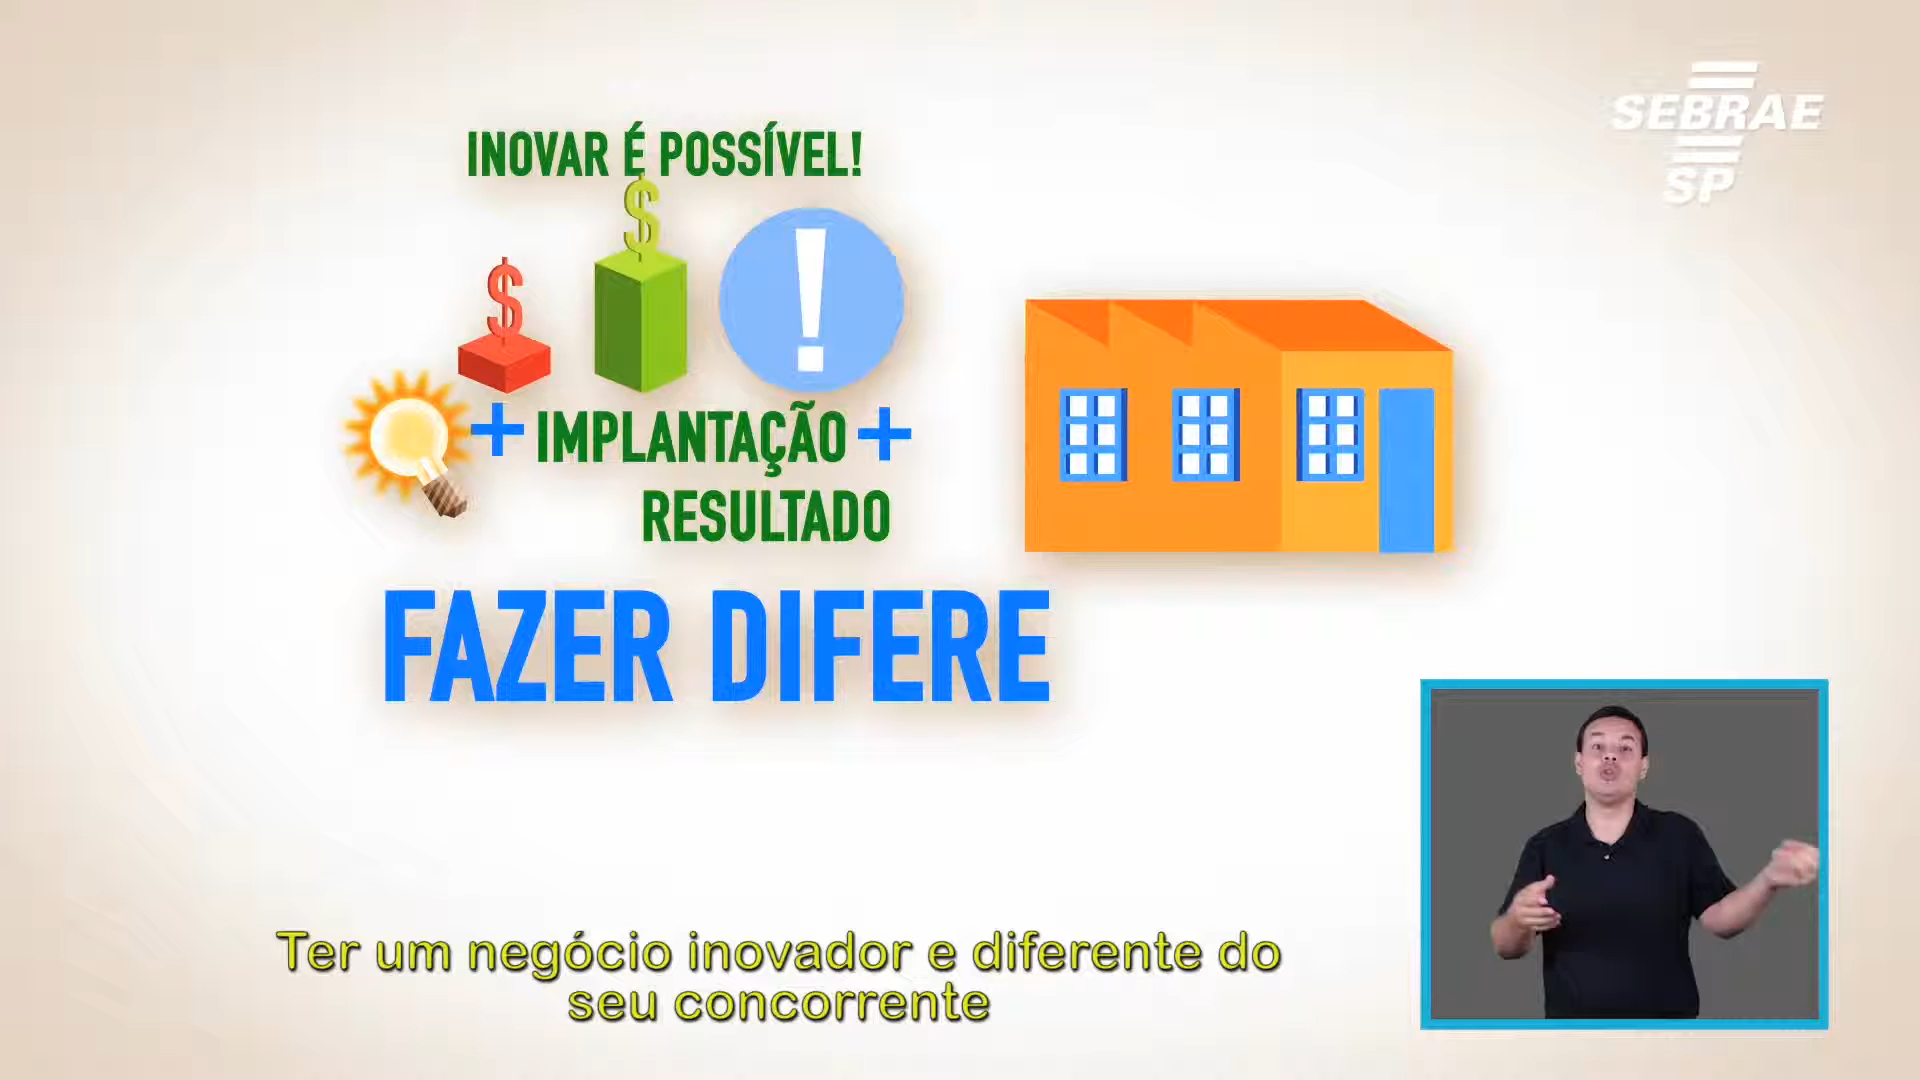 INOVAR É POSSÍVEL!
SEBRAE
SP
$
$
!
+ IMPLANTAÇÃO +
RESULTADO
FAZER DIFERE
Ter um negócio inovador e diferente do
seu concorrente